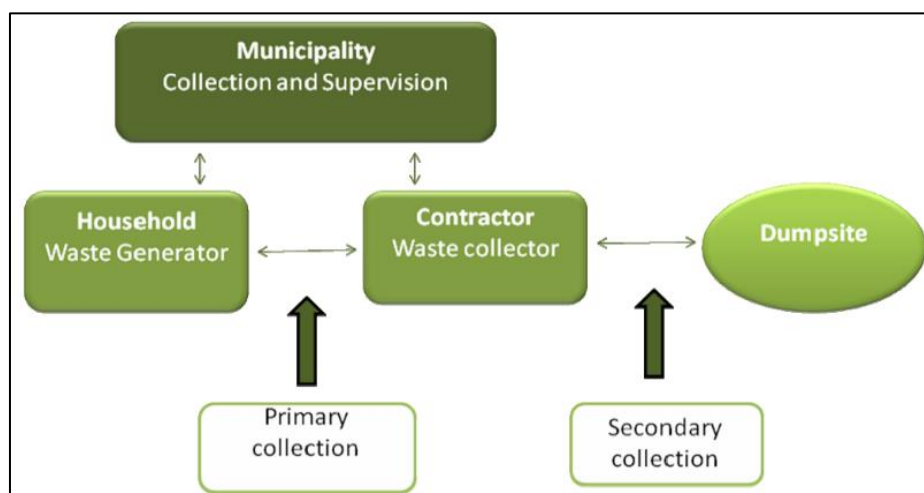 Municipality
Collection and Supervision
Household
Waste Generator
Contractor
Waste collector
Dumpsite
Primary
collection
Secondary
collection